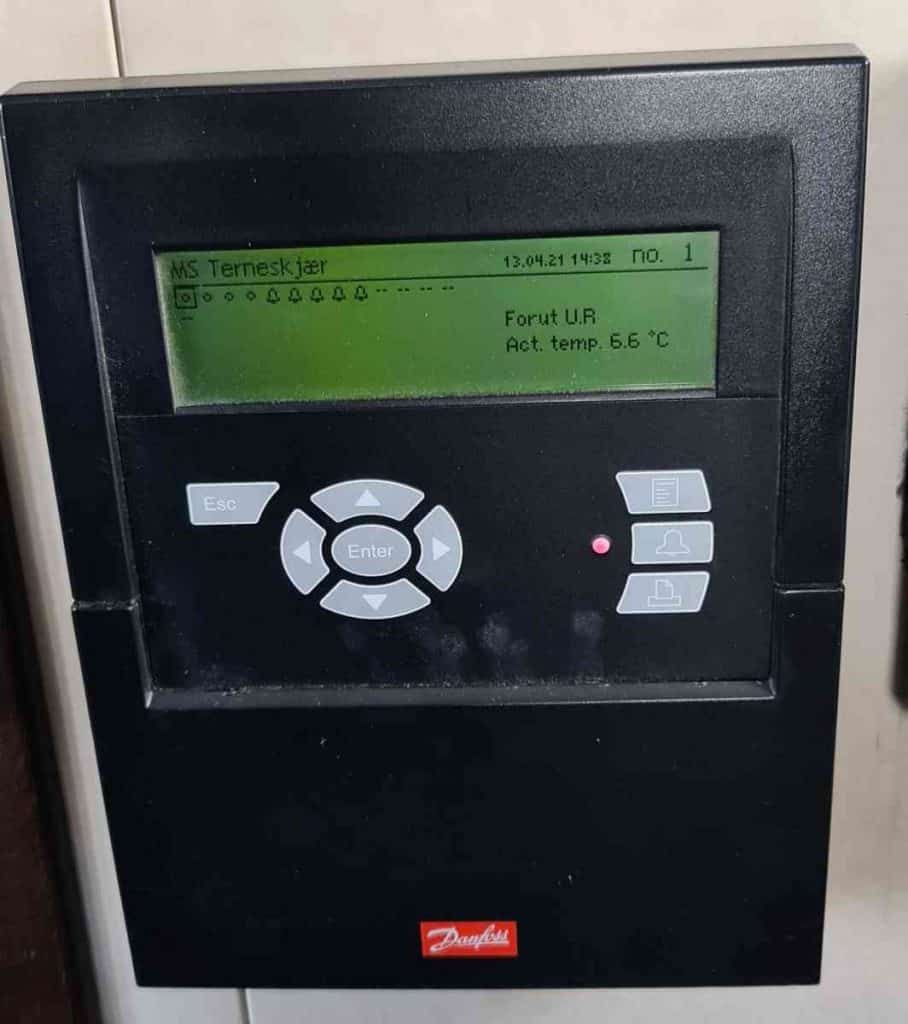 MS Terneskjær 13.04.21 14:38 no. 1
-- -- -- --
--
Forut U.R
Act. temp. 6.6 °C
Esc
Enter
Danfoss